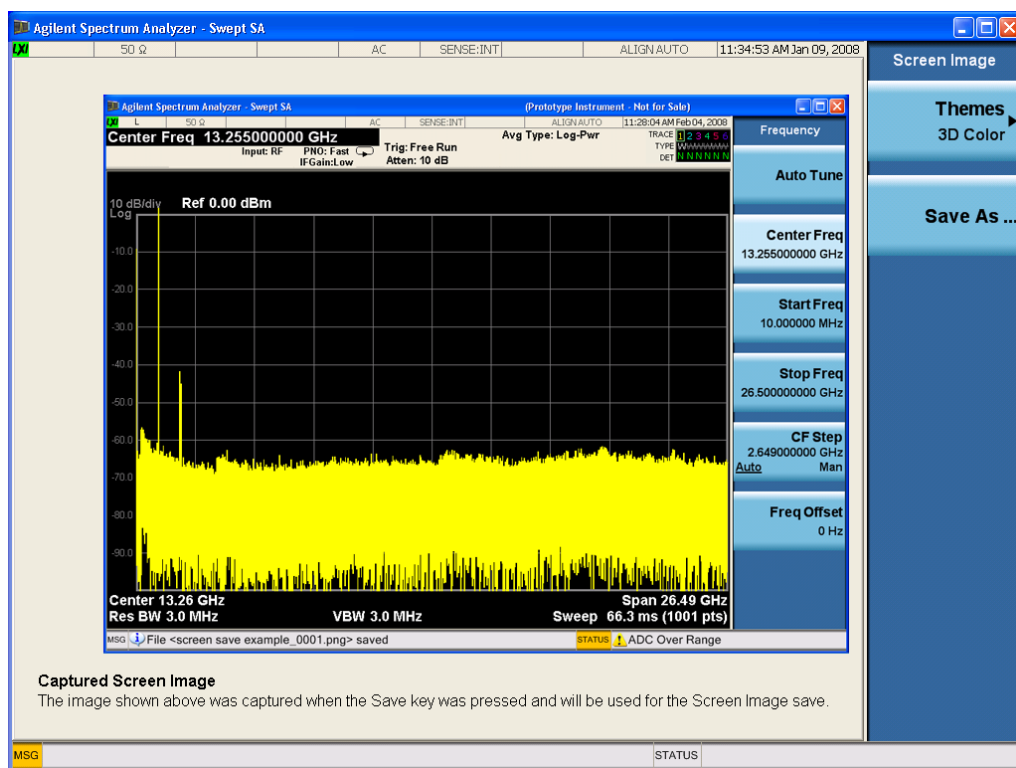 Agilent Spectrum Analyzer - Swept SA
LXI 50 Ω AC SENSE:INT ALIGN AUTO 11:34:53 AM Jan 09, 2008
Screen Image
Themes
3D Color
Save As ...
Agilent Spectrum Analyzer - Swept SA (Prototype Instrument - Not for Sale)
LXI L 50 Ω AC SENSE:INT ALIGNAUTO 11:28:04 AM Feb 04, 2008
Center Freq 13.255000000 GHz
Input: RF
PNO: Fast
IFGain:Low
Trig: Free Run
Atten: 10 dB
Avg Type: Log-Pwr
TRACE 1 2 3 4 5 6
TYPE WWWWWW
DET N N N N N N
Frequency
Auto Tune
Center Freq
13.255000000 GHz
Start Freq
10.000000 MHz
Stop Freq
26.500000000 GHz
CF Step
2.649000000 GHz
Auto Man
Freq Offset
0 Hz
10 dB/div Ref 0.00 dBm
Log
-10.0
-20.0
-30.0
-40.0
-50.0
-60.0
-70.0
-80.0
-90.0
Center 13.26 GHz Span 26.49 GHz
Res BW 3.0 MHz VBW 3.0 MHz Sweep 66.3 ms (1001 pts)
MSG File <screen save example_0001.png> saved STATUS ADC Over Range
Captured Screen Image
The image shown above was captured when the Save key was pressed and will be used for the Screen Image save.
MSG STATUS